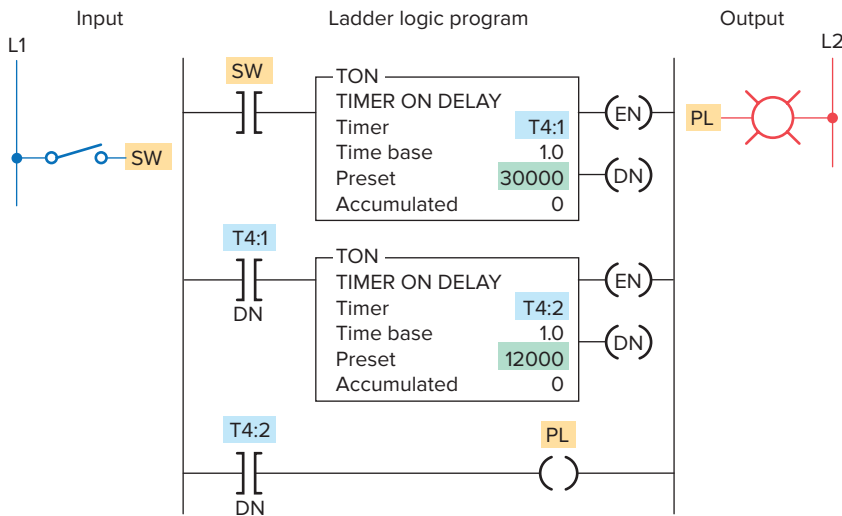 Input
Ladder logic program
Output
L1
L2
SW
TON
TIMER ON DELAY
Timer T4:1
Time base 1.0
Preset 30000
Accumulated 0
EN
DN
PL
SW
T4:1
DN
TON
TIMER ON DELAY
Timer T4:2
Time base 1.0
Preset 12000
Accumulated 0
EN
DN
T4:2
DN
PL